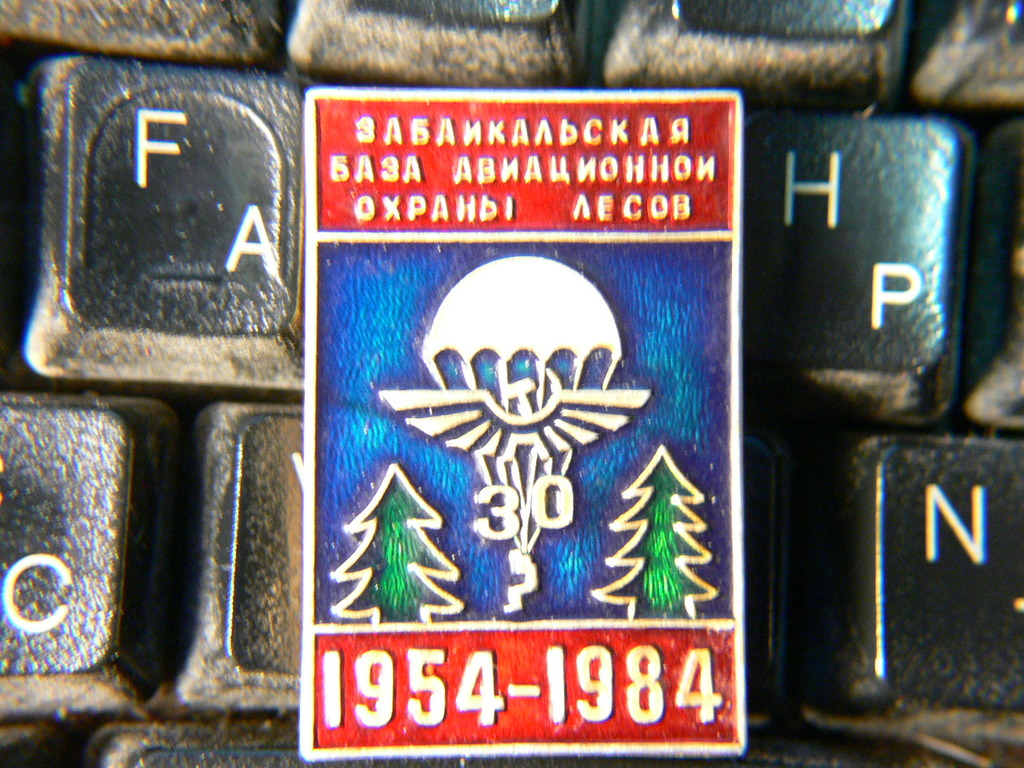 ЗАБАИКАЛЬСКАЯ
БАЗА АВИАЦИОННОИ
ОХРАНЫ ЛЕСОВ
30
1954-1984
F
А
H
Р
С
N